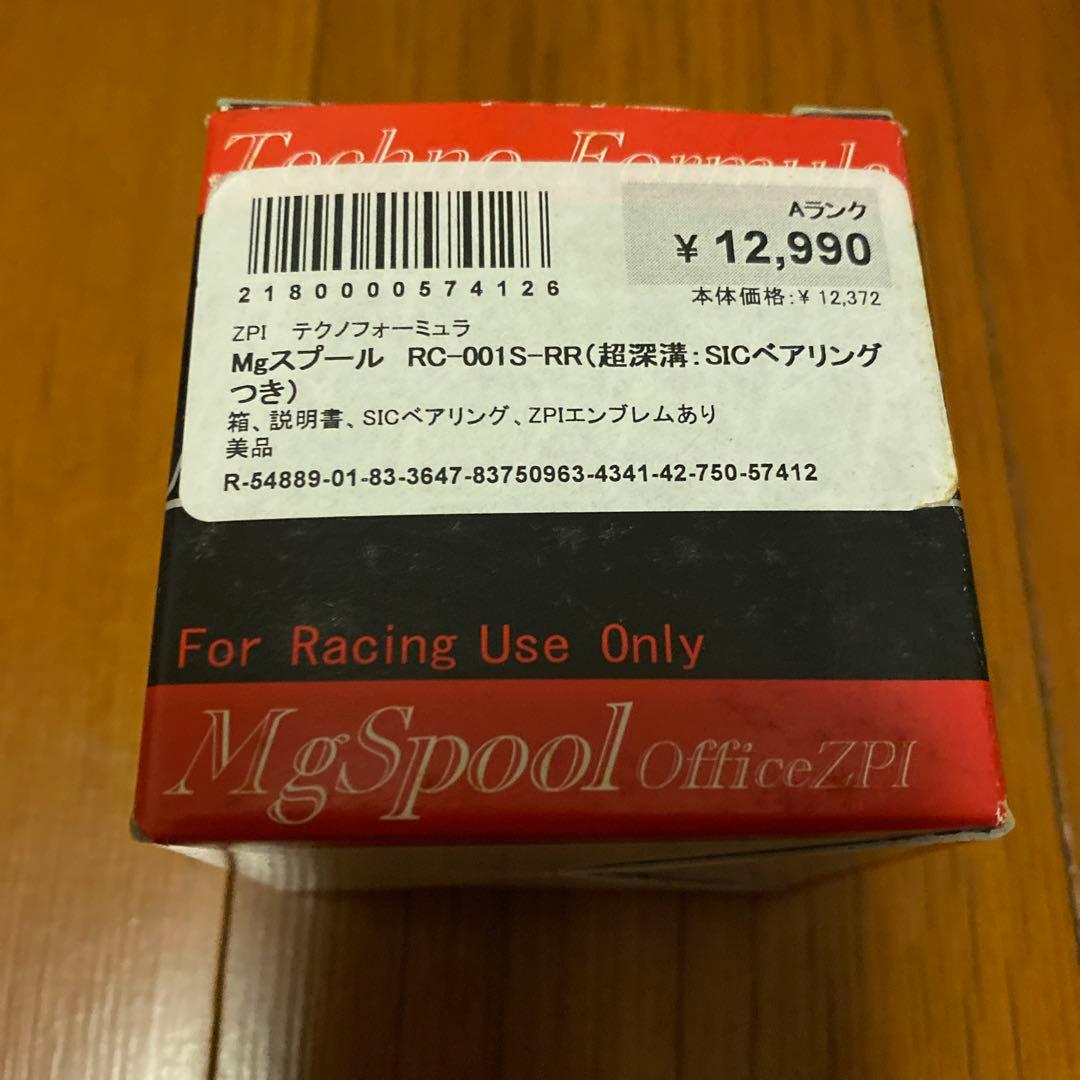 Techno Formula
Aランク
¥ 12,990
2180000574126
本体価格:¥ 12,372
ZPI テクノフォーミュラ
Mgスプール RC-001S-RR(超深溝:SICベアリング
つき)
箱、説明書、SICベアリング、ZPIエンブレムあり
美品
R-54889-01-83-3647-83750963-4341-42-750-57412
For Racing Use Only
MgSpool OfficeZPI